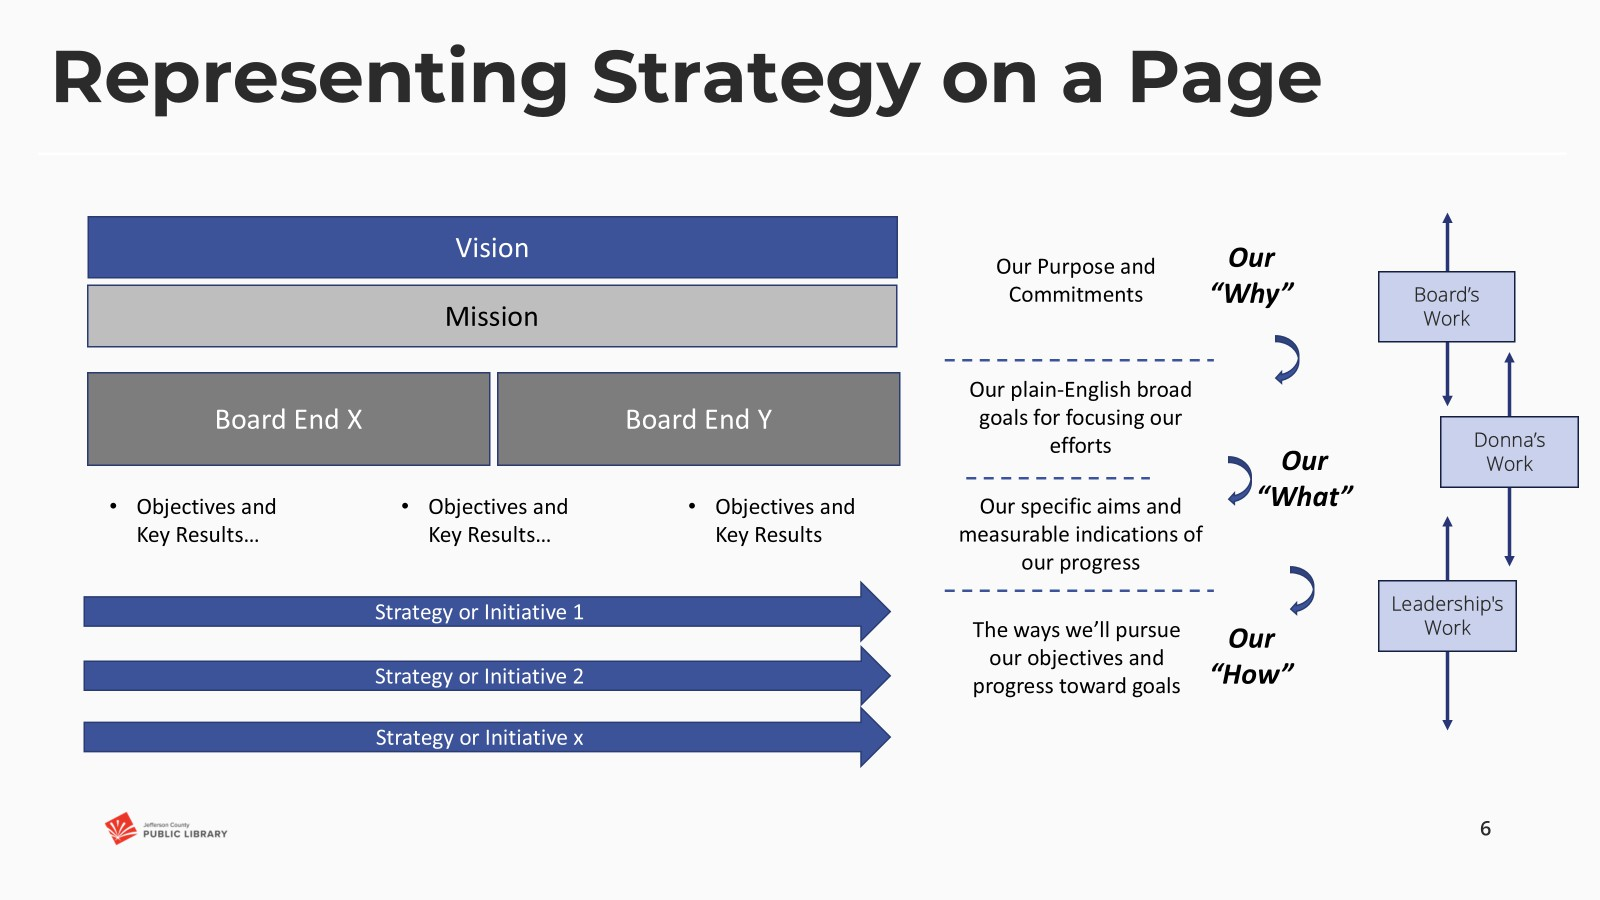 Representing Strategy on a Page
Vision
Mission
Board End X
Board End Y
• Objectives and
Key Results...
• Objectives and
Key Results...
• Objectives and
Key Results
Strategy or Initiative 1
Strategy or Initiative 2
Strategy or Initiative x
Our Purpose and
Commitments
Our
“Why”
Our plain-English broad
goals for focusing our
efforts
Our
“What”
Our specific aims and
measurable indications of
our progress
The ways we’ll pursue
our objectives and
progress toward goals
Our
“How”
Board’s
Work
Donna’s
Work
Leadership's
Work
Jefferson County
PUBLIC LIBRARY
6